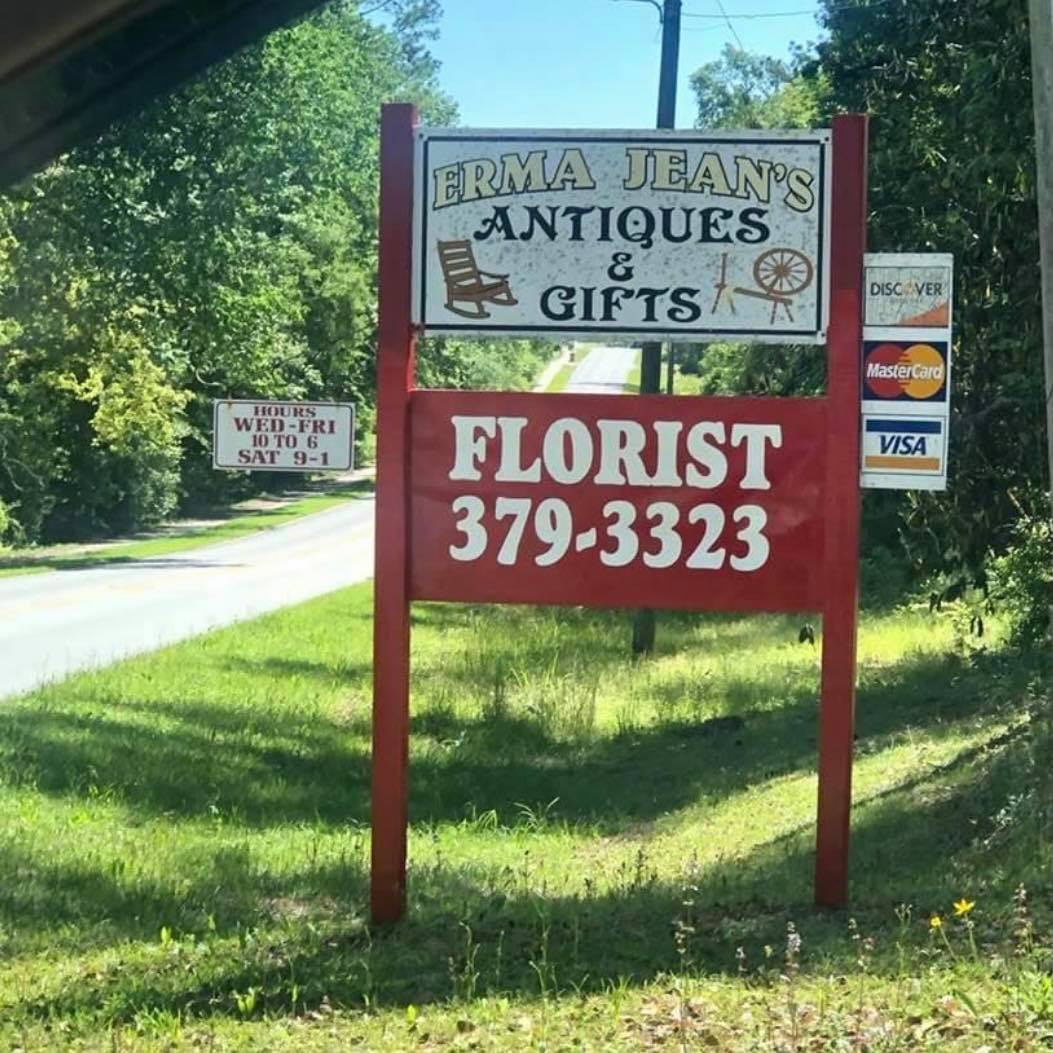 ERMA JEAN'S
ANTIQUES
&
GIFTS
FLORIST
379-3323
HOURS
WED-FRI
10 TO 6
SAT 9-1
DISCOVER
MasterCard
VISA